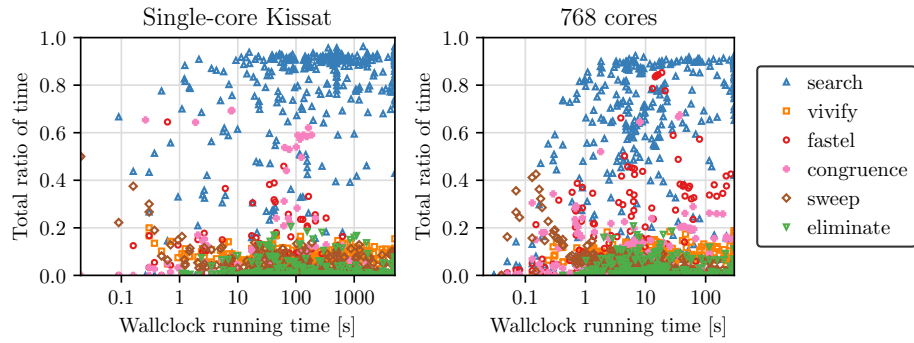 Single-core Kissat
768 cores
Total ratio of time
1.0
0.8
0.6
0.4
0.2
0.0
0.1
1
10
100
1000
Wallclock running time [s]
Total ratio of time
1.0
0.8
0.6
0.4
0.2
0.0
0.1
1
10
100
Wallclock running time [s]
search
vivify
fastel
congruence
sweep
eliminate